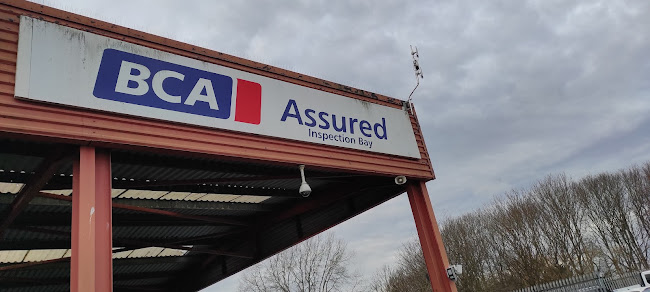 BCA
Assured
Inspection Bay